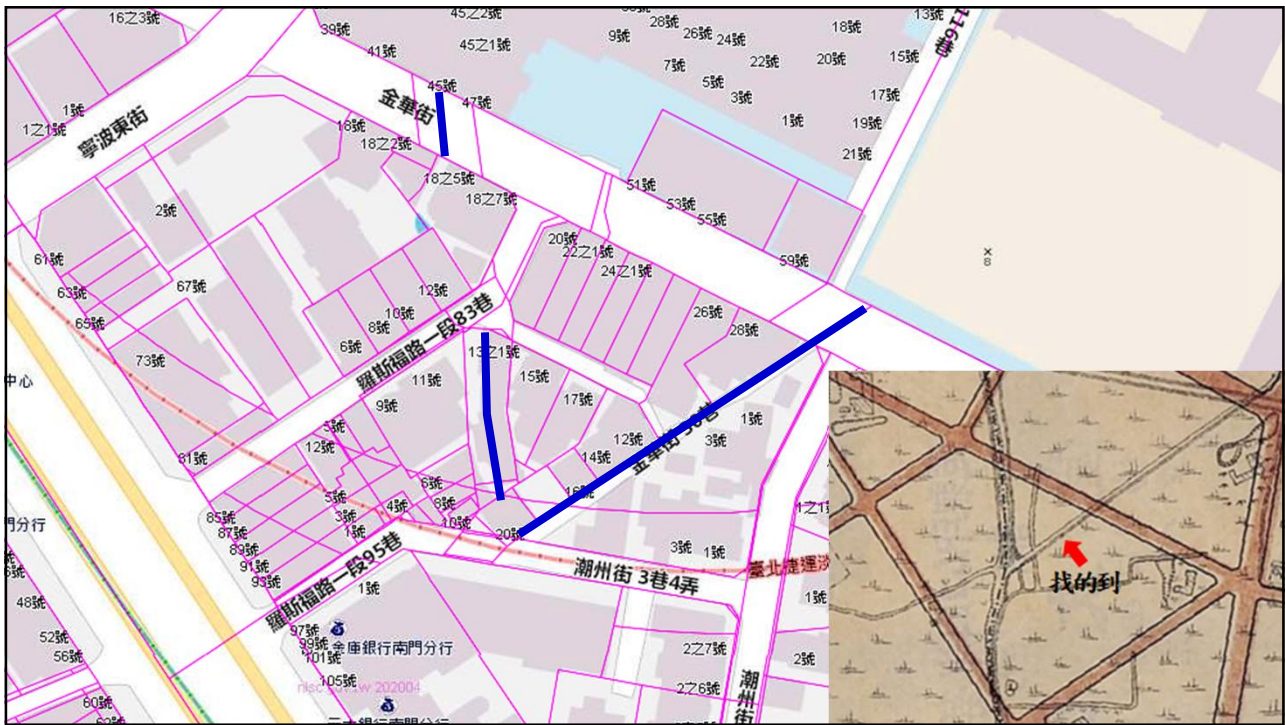 16之3號
1號
1之1號
寧波東街
39號
41號
45之2號
45之1號
45號
47號
金華街
9號
28號
26號
24號
7號
5號
3號
22號
20號
1號
13號
18號
15號
17號
19號
21號
116巷
18號
18之2號
18之5號
18之7號
2號
51號
53號
55號
59號
61號
63號
65號
67號
73號
20號
22之1號
24之1號
26號
28號
12號
10號
8號
6號
羅斯福路一段83巷
13之1號
15號
17號
11號
9號
5號
12號
81號
12號
14號
16號
金華街 30巷
1號
3號
中心
6號
8號
10號
20號
5號
3號
1號
4號
85號
87號
89號
91號
93號
羅斯福路一段95巷
3號
1號
潮州街 3巷4弄
臺北捷運淡
1號
1號
97號
99號
101號
105號
金庫銀行南門分行
門分行
48號
52號
56號
60號
2之7號
2之6號
2號
潮州街
找的到
8